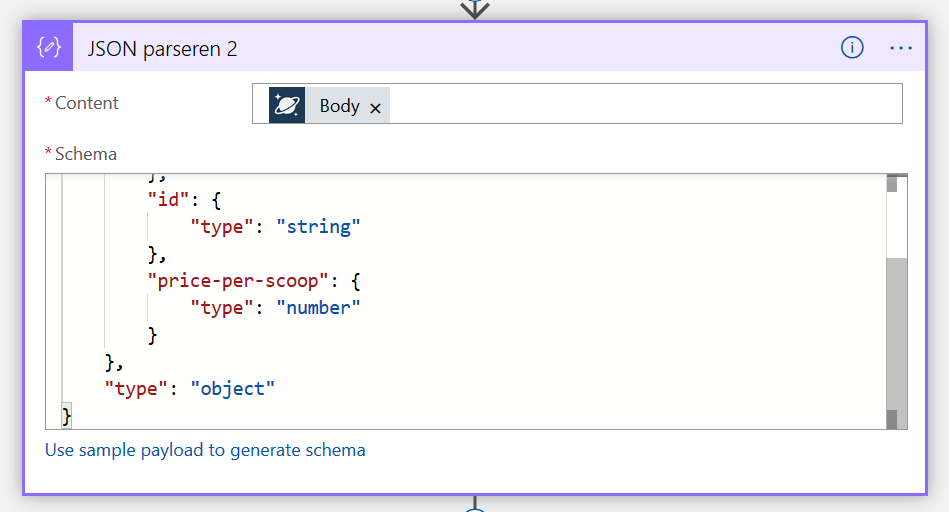 JSON parseren 2
* Content
Body ×
* Schema
},
"id": {
"type": "string"
},
"price-per-scoop": {
"type": "number"
}
},
"type": "object"
}
Use sample payload to generate schema